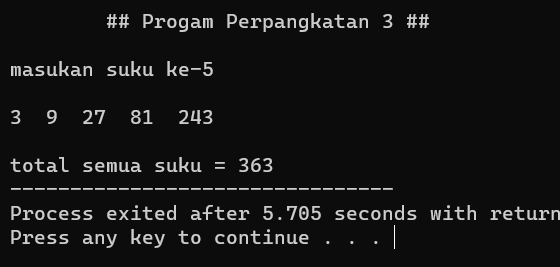 ## Progam Perpangkatan 3 ##
masukan suku ke-5
3 9 27 81 243
total semua suku = 363
--------------------------------
Process exited after 5.705 seconds with return
Press any key to continue . . .